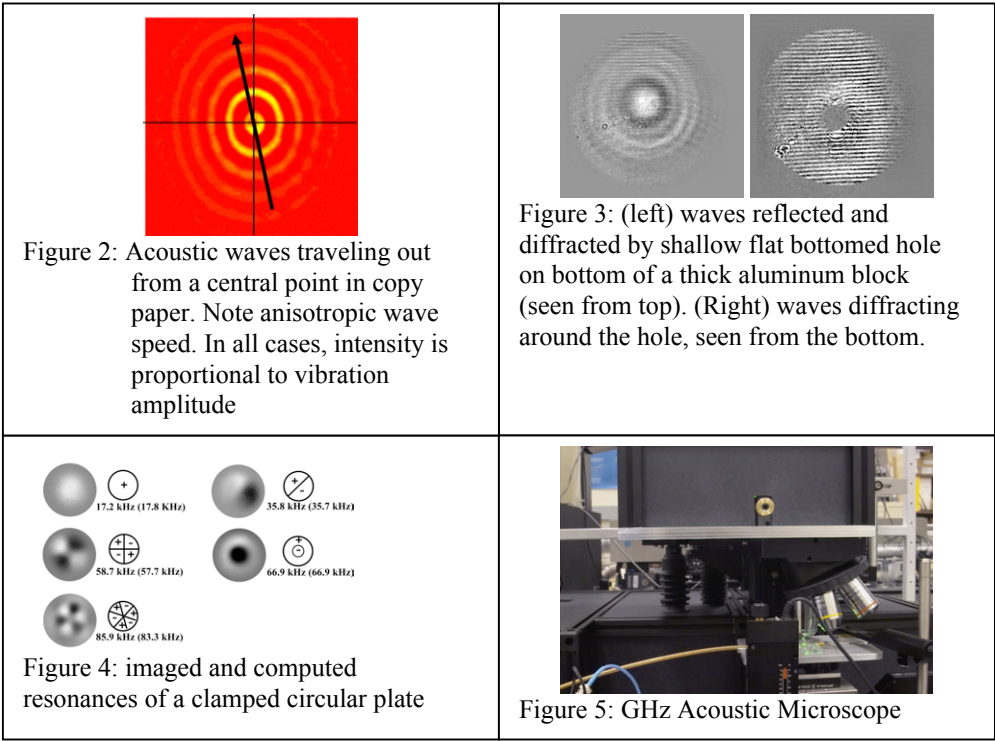 Figure 2: Acoustic waves traveling out
from a central point in copy
paper. Note anisotropic wave
speed. In all cases, intensity is
proportional to vibration
amplitude
Figure 3: (left) waves reflected and
diffracted by shallow flat bottomed hole
on bottom of a thick aluminum block
(seen from top). (Right) waves diffracting
around the hole, seen from the bottom.
+
17.2 kHz (17.8 KHz)
+
-
35.8 kHz (35.7 kHz)
+ -
- +
58.7 kHz (57.7 kHz)
+
-
66.9 kHz (66.9 kHz)
85.9 kHz (83.3 kHz)
Figure 4: imaged and computed
resonances of a clamped circular plate
Figure 5: GHz Acoustic Microscope